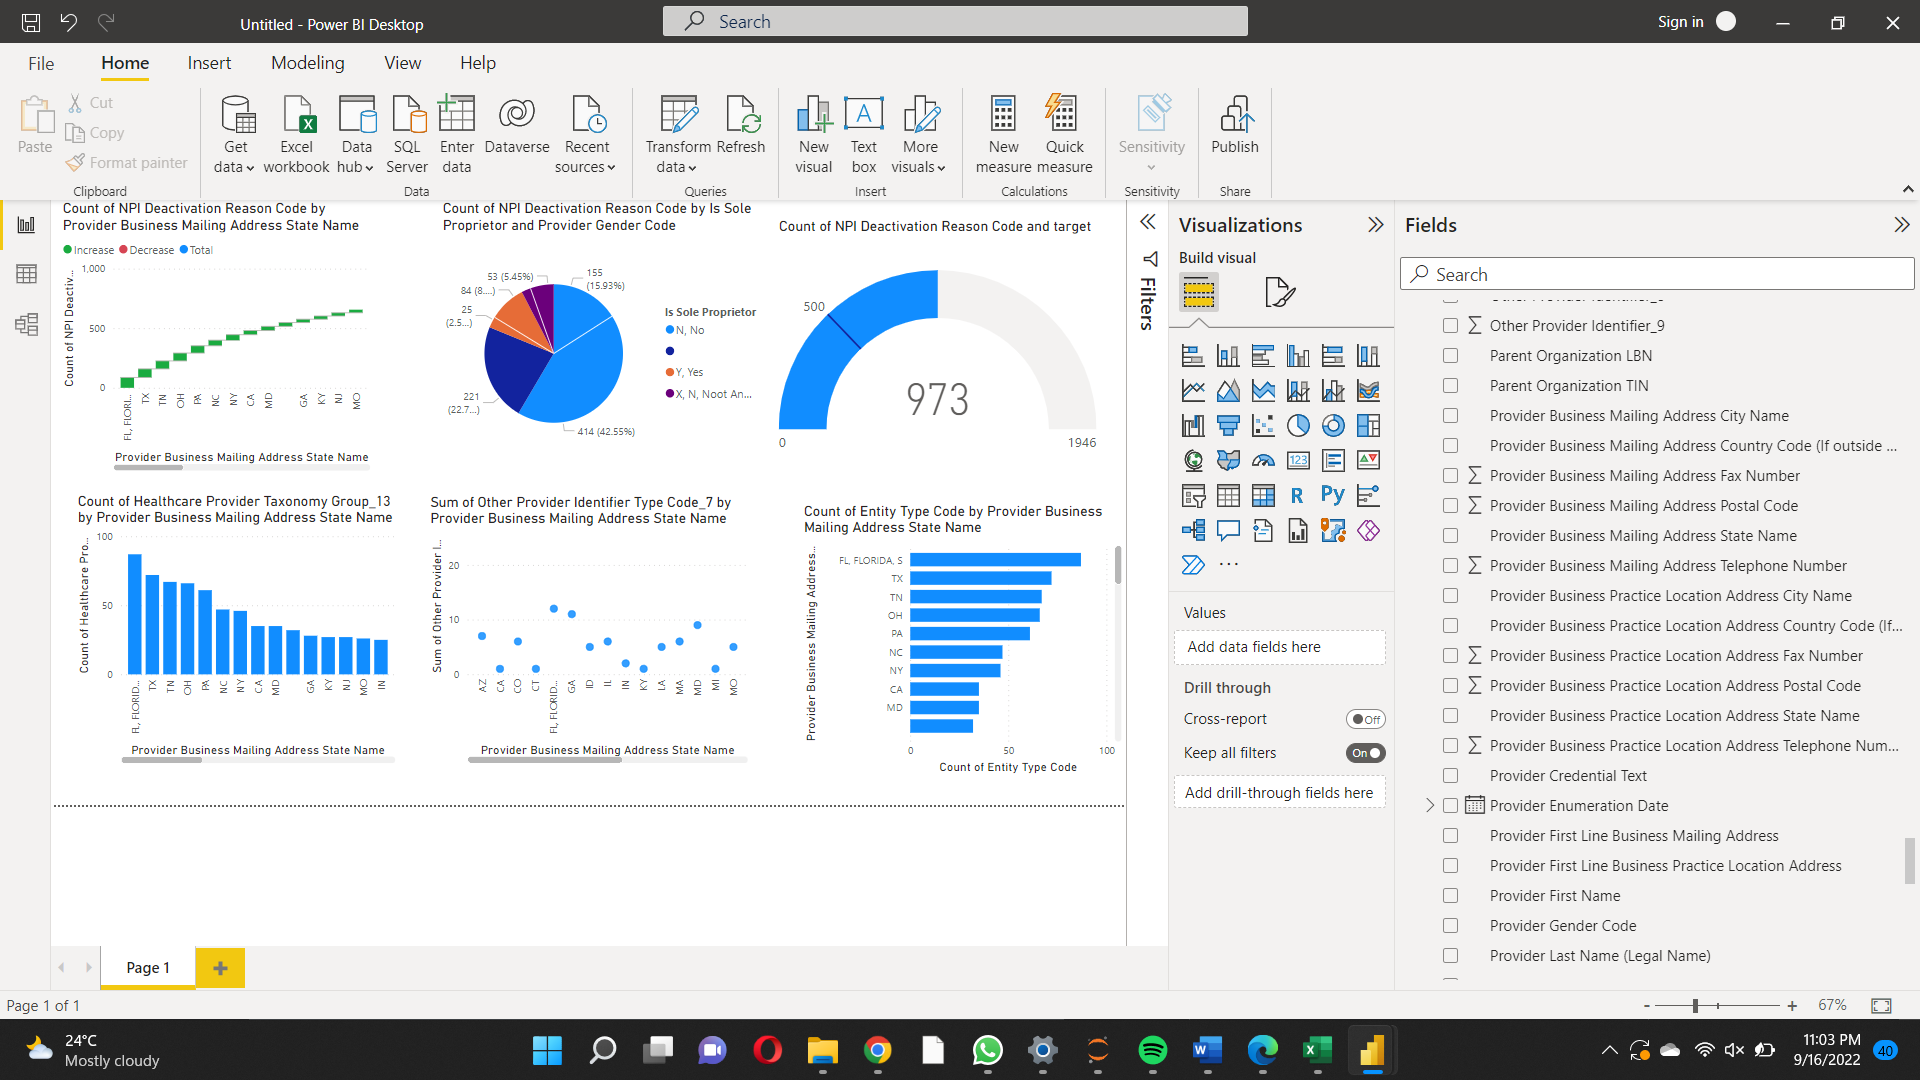 Untitled - Power BI Desktop
Search
Sign in
File
Home
Insert
Modeling
View
Help
Paste
Cut
Copy
Format painter
Clipboard
Get data
Excel workbook
Data hub
SQL Server
Enter data
Dataverse
Recent sources
Data
Transform data
Refresh
Queries
New visual
Text box
More visuals
Insert
New measure
Quick measure
Calculations
Sensitivity
Sensitivity
Publish
Share
Count of NPI Deactivation Reason Code by
Provider Business Mailing Address State Name
Increase Decrease Total
Count of NPI Deactiv...
1,000
500
0
FL, FLORI... TX TN OH PA NC NY CA MD GA KY NJ MO
Provider Business Mailing Address State Name
Count of NPI Deactivation Reason Code by Is Sole
Proprietor and Provider Gender Code
53 (5.45%)
84 (8....)
25
(2.5...)
221
(22.7...)
155
(15.93%)
414 (42.55%)
Is Sole Proprietor
N, No
Y, Yes
X, N, Noot An...
Count of NPI Deactivation Reason Code and target
500
973
0
1946
Count of Healthcare Provider Taxonomy Group_13
by Provider Business Mailing Address State Name
Count of Healthcare Pro...
100
50
0
FL, FLORID... TX TN OH PA NC NY CA MD GA KY NJ MO IN
Provider Business Mailing Address State Name
Sum of Other Provider Identifier Type Code_7 by
Provider Business Mailing Address State Name
Sum of Other Provider I...
20
10
0
AZ CA CO CT FL, FLORID... GA ID IL IN KY LA MA MD MI MO
Provider Business Mailing Address State Name
Count of Entity Type Code by Provider Business
Mailing Address State Name
Provider Business Mailing Address...
FL, FLORIDA, S
TX
TN
OH
PA
NC
NY
CA
MD
0 50 100
Count of Entity Type Code
Filters
Visualizations
Build visual
123
R
Py
Values
Add data fields here
Drill through
Cross-report
Off
Keep all filters
On
Add drill-through fields here
Fields
Search
Other Provider Identifier_9
Parent Organization LBN
Parent Organization TIN
Provider Business Mailing Address City Name
Provider Business Mailing Address Country Code (If outside ...
Provider Business Mailing Address Fax Number
Provider Business Mailing Address Postal Code
Provider Business Mailing Address State Name
Provider Business Mailing Address Telephone Number
Provider Business Practice Location Address City Name
Provider Business Practice Location Address Country Code (If...
Provider Business Practice Location Address Fax Number
Provider Business Practice Location Address Postal Code
Provider Business Practice Location Address State Name
Provider Business Practice Location Address Telephone Num...
Provider Credential Text
Provider Enumeration Date
Provider First Line Business Mailing Address
Provider First Line Business Practice Location Address
Provider First Name
Provider Gender Code
Provider Last Name (Legal Name)
Page 1
Page 1 of 1
67%
24°C
Mostly cloudy
11:03 PM
9/16/2022
40